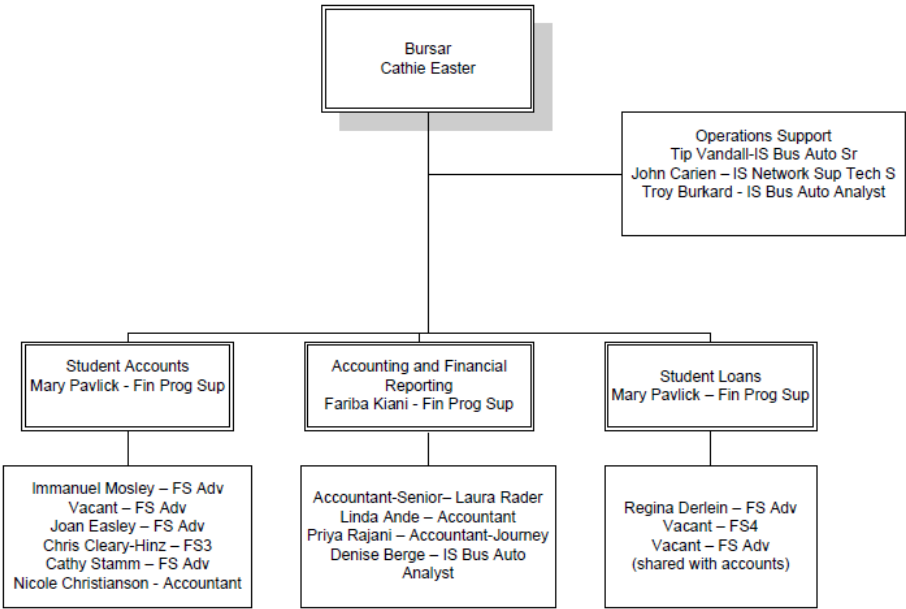 Bursar
Cathie Easter
Operations Support
Tip Vandall-IS Bus Auto Sr
John Carien – IS Network Sup Tech S
Troy Burkard - IS Bus Auto Analyst
Student Accounts
Mary Pavlick - Fin Prog Sup
Accounting and Financial
Reporting
Fariba Kiani - Fin Prog Sup
Student Loans
Mary Pavlick – Fin Prog Sup
Immanuel Mosley – FS Adv
Vacant – FS Adv
Joan Easley – FS Adv
Chris Cleary-Hinz – FS3
Cathy Stamm – FS Adv
Nicole Christianson - Accountant
Accountant-Senior– Laura Rader
Linda Ande – Accountant
Priya Rajani – Accountant-Journey
Denise Berge – IS Bus Auto
Analyst
Regina Derlein – FS Adv
Vacant – FS4
Vacant – FS Adv
(shared with accounts)